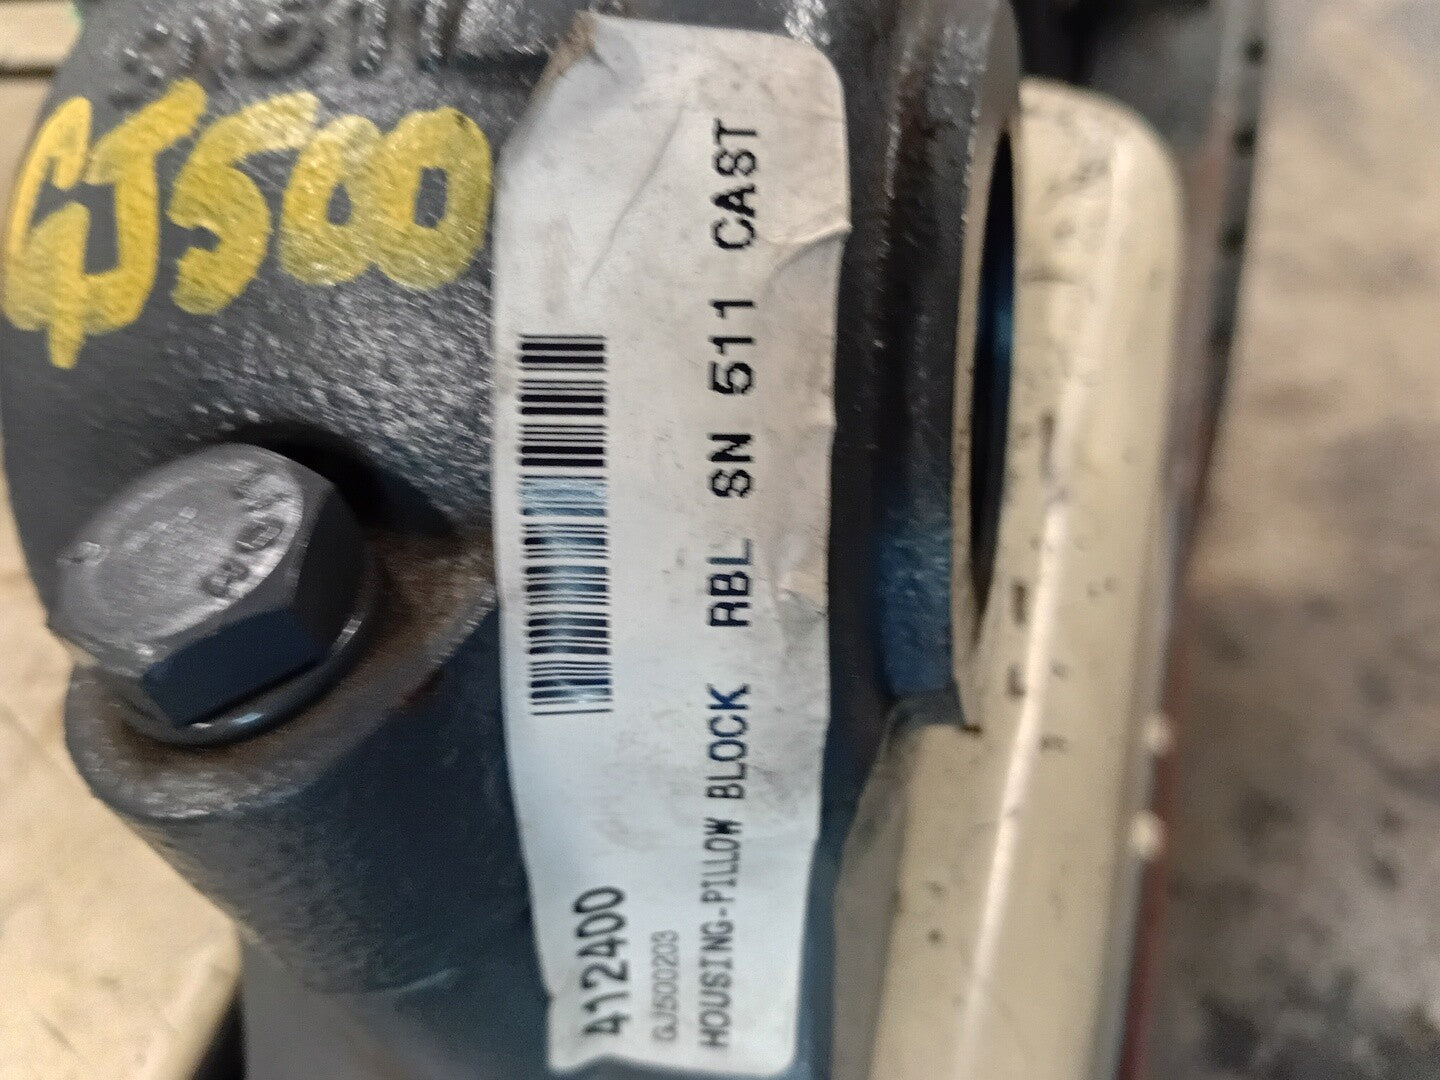 GJ500
412400
GJ500203
HOUSING-PILLOW BLOCK RBL SN 511 CAST